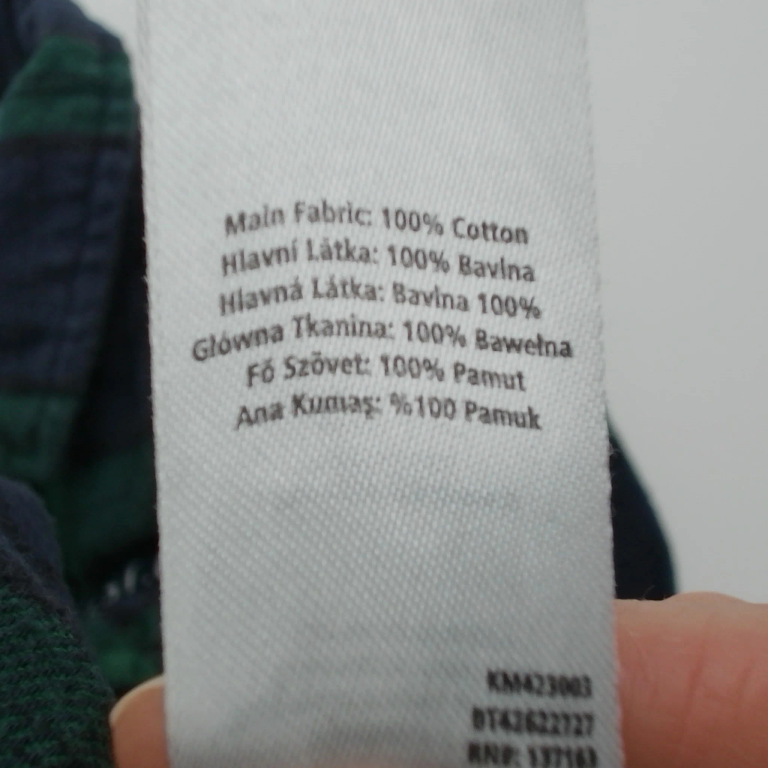 Main Fabric: 100% Cotton
Hlavní Látka: 100% Bavlna
Hlavná Látka: Bavlna 100%
Główna Tkanina: 100% Bawełna
Fő Szövet: 100% Pamut
Ana Kumaş: %100 Pamuk
KM423003
BT42622727
RN#: 137163